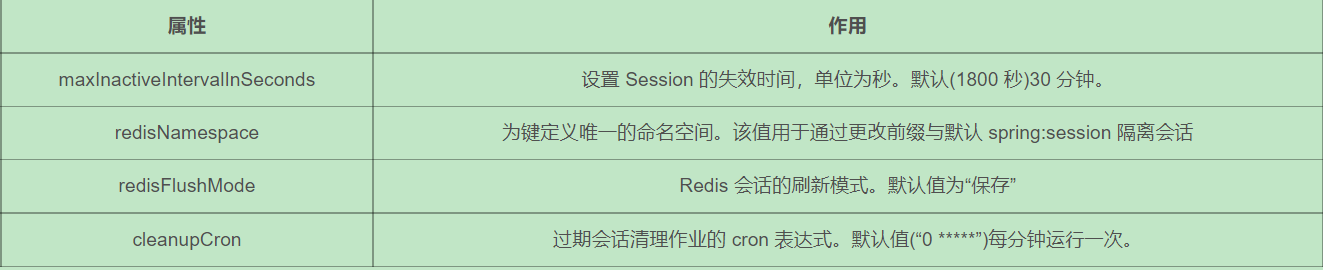 属性 作用
maxInactiveIntervalInSeconds 设置 Session 的失效时间，单位为秒。默认(1800 秒)30 分钟。
redisNamespace 为键定义唯一的命名空间。该值用于通过更改前缀与默认 spring:session 隔离会话
redisFlushMode Redis 会话的刷新模式。默认值为“保存”
cleanupCron 过期会话清理作业的 cron 表达式。默认值(“0 *****”)每分钟运行一次。